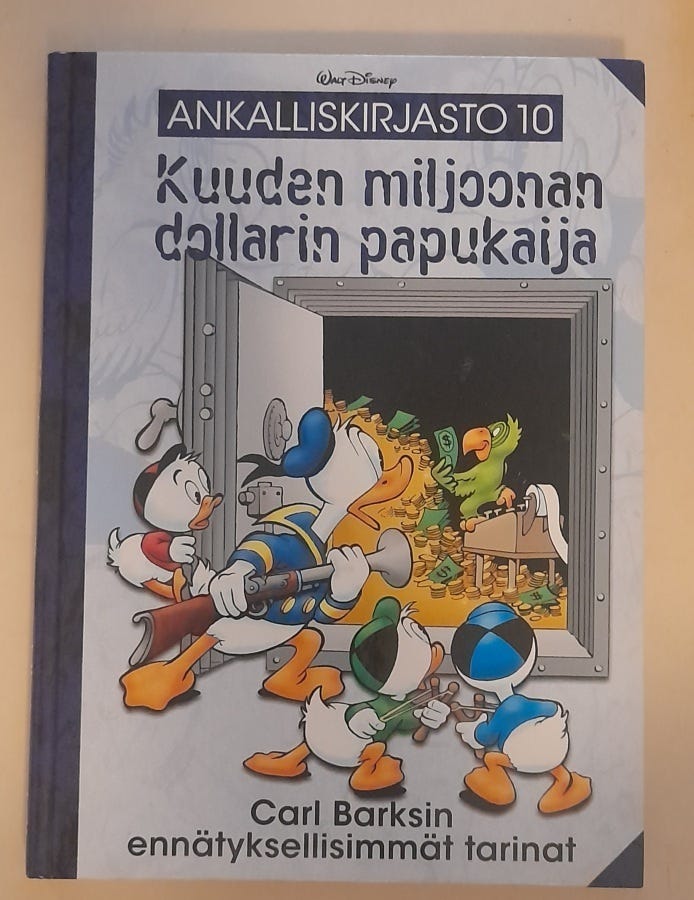 Walt Disney
ANKALLISKIRJASTO 10
Kuuden miljoonan
dollarin papukaija
$
$
$
Carl Barksin
ennätyksellisimmät tarinat